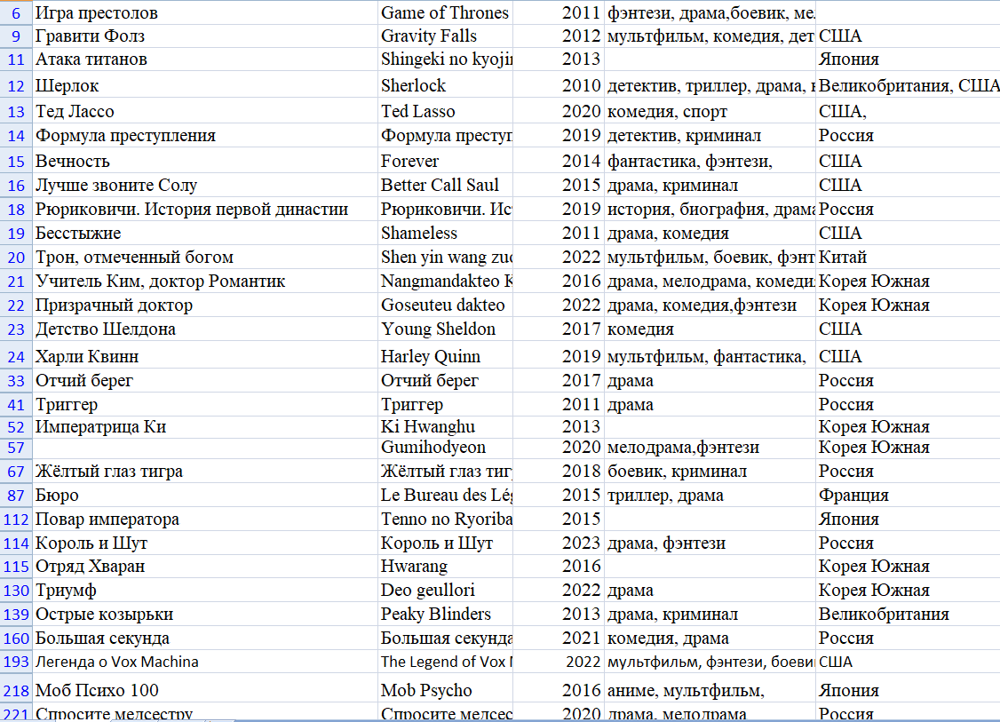 6 Игра престолов Game of Thrones 2011 фэнтези, драма,боевик, ме
9 Гравити Фолз Gravity Falls 2012 мультфильм, комедия, дет США
11 Атака титанов Shingeki no kyojin 2013 Япония
12 Шерлок Sherlock 2010 детектив, триллер, драма, к Великобритания, США
13 Тед Лассо Ted Lasso 2020 комедия, спорт США,
14 Формула преступления Формула преступ 2019 детектив, криминал Россия
15 Вечность Forever 2014 фантастика, фэнтези, США
16 Лучше звоните Солу Better Call Saul 2015 драма, криминал США
18 Рюриковичи. История первой династии Рюриковичи. Ис 2019 история, биография, драма Россия
19 Бесстыжие Shameless 2011 драма, комедия США
20 Трон, отмеченный богом Shen yin wang zuo 2022 мультфильм, боевик, фэнт Китай
21 Учитель Ким, доктор Романтик Nangmandakteo K 2016 драма, мелодрама, комеди Корея Южная
22 Призрачный доктор Goseuteu dakteo 2022 драма, комедия,фэнтези Корея Южная
23 Детство Шелдона Young Sheldon 2017 комедия США
24 Харли Квинн Harley Quinn 2019 мультфильм, фантастика, США
33 Отчий берег Отчий берег 2017 драма Россия
41 Триггер Триггер 2011 драма Россия
52 Императрица Ки Ki Hwanghu 2013 Корея Южная
57 Gumihodyeon 2020 мелодрама,фэнтези Корея Южная
67 Жёлтый глаз тигра Жёлтый глаз тиг 2018 боевик, криминал Россия
87 Бюро Le Bureau des Lég 2015 триллер, драма Франция
112 Повар императора Tenno no Ryoriba 2015 Япония
114 Король и Шут Король и Шут 2023 драма, фэнтези Россия
115 Отряд Хваран Hwarang 2016 Корея Южная
130 Триумф Deo geullori 2022 драма Корея Южная
139 Острые козырьки Peaky Blinders 2013 драма, криминал Великобритания
160 Большая секунда Большая секунда 2021 комедия, драма Россия
193 Легенда о Vox Machina The Legend of Vox M 2022 мультфильм, фэнтези, боеви США
218 Моб Психо 100 Mob Psycho 2016 аниме, мультфильм, Япония
221 Спросите медсестру Спросите медсес 2020 драма, мелодрама Россия